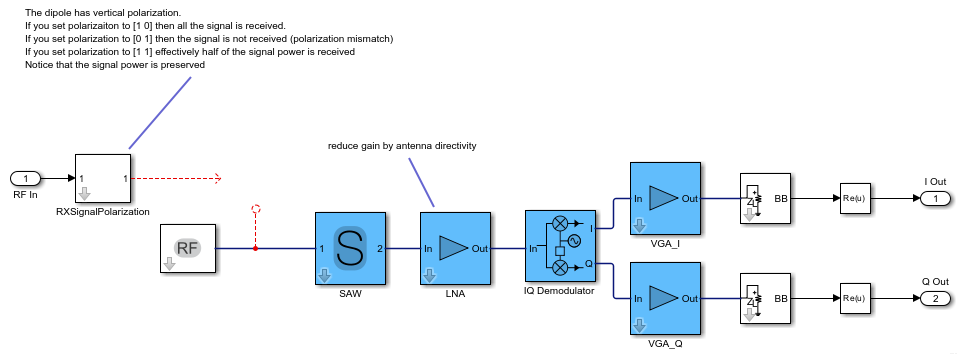 The dipole has vertical polarization.
If you set polarizaiton to [1 0] then all the signal is received.
If you set polarization to [0 1] then the signal is not received (polarization mismatch)
If you set polarization to [1 1] effectively half of the signal power is received
Notice that the signal power is preserved
reduce gain by antenna directivity
1
RF In
1 1
RXSignalPolarization
RF
1 S 2
SAW
In Out
LNA
In I Q
IQ Demodulator
In Out
VGA_I
Z BB
Re(u)
I Out
1
In Out
VGA_Q
Z BB
Re(u)
Q Out
2